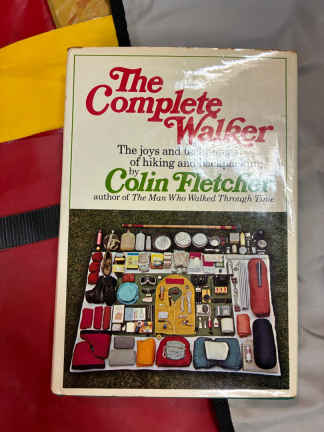 The
Complete
Walker
The joys and
of hiking and backpacking
by
Colin Fletcher
author of The Man Who Walked Through Time